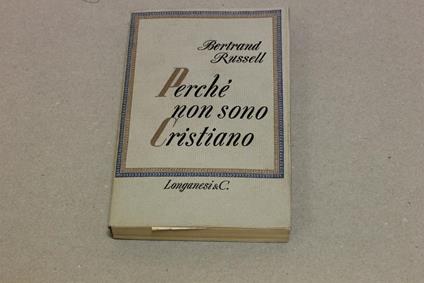 Bertrand
Russell
Perché
non sono
Cristiano
Longanesi & C.